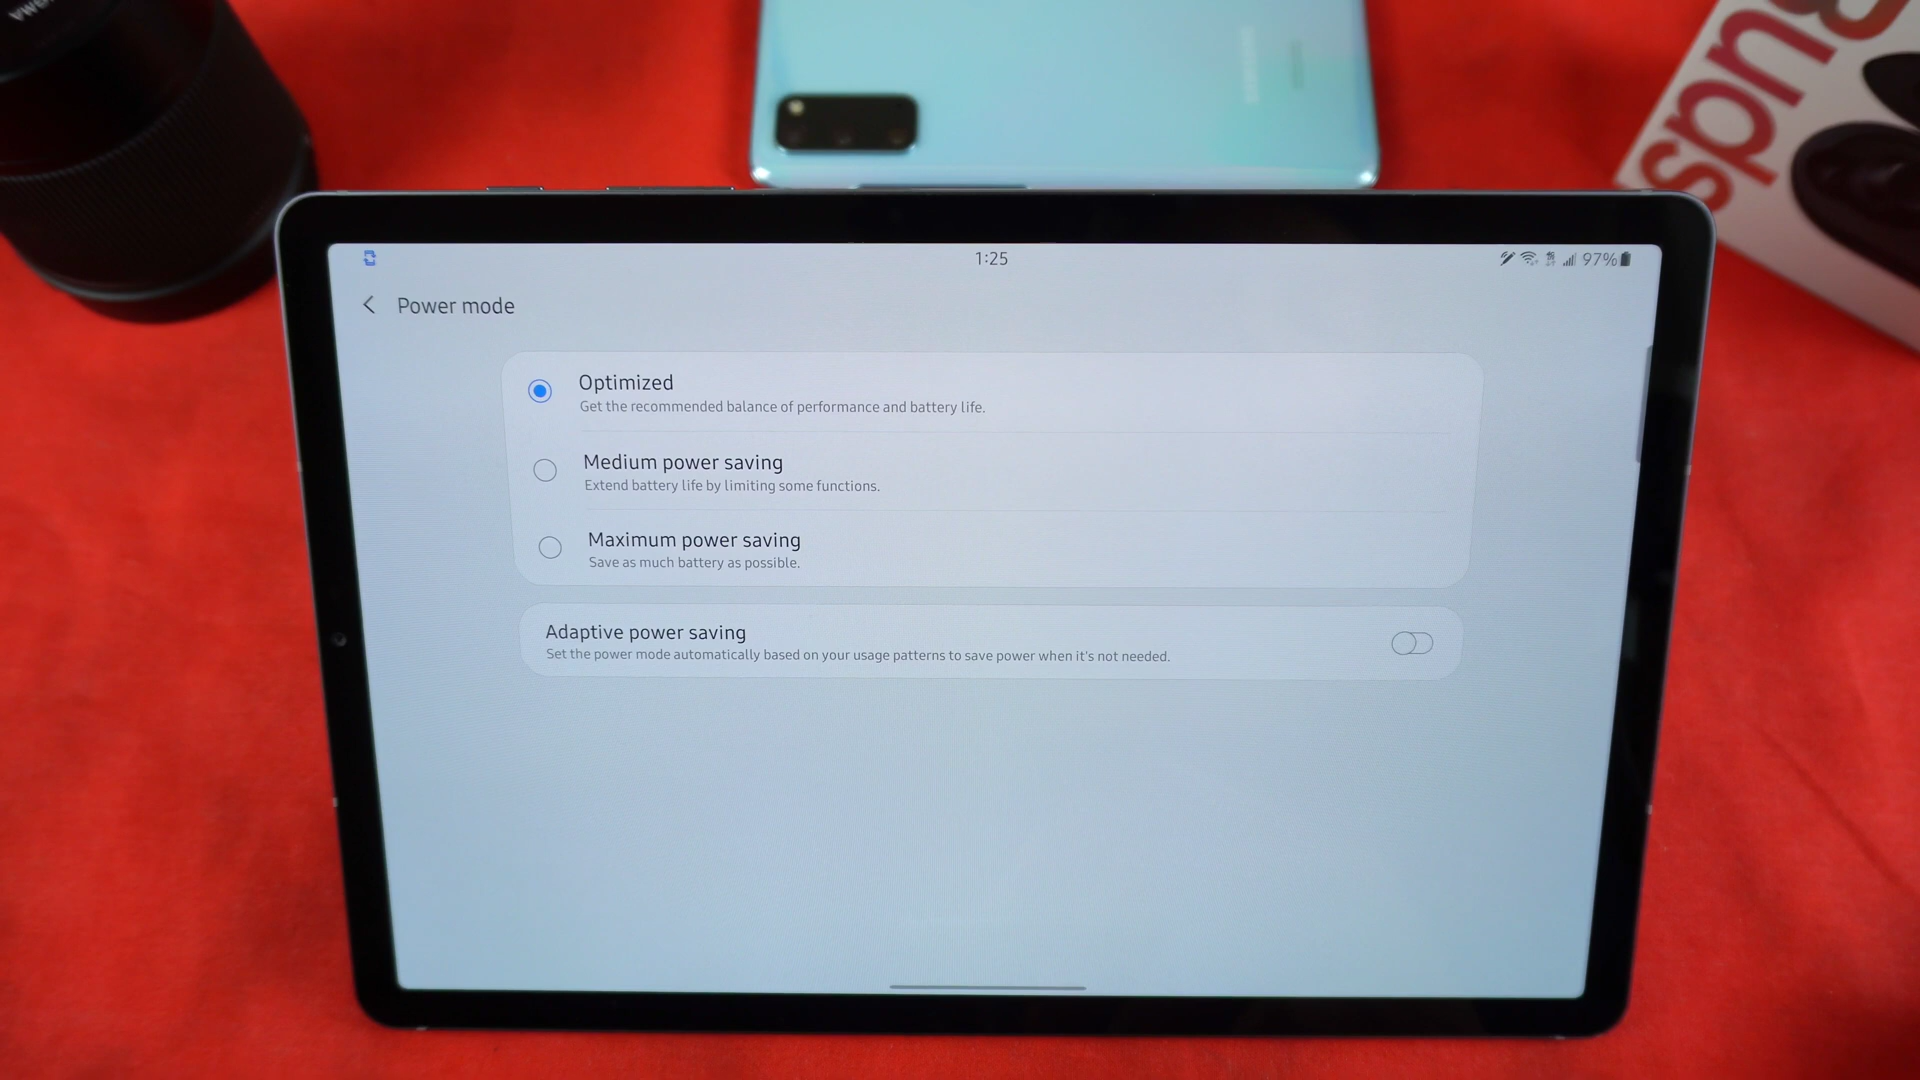 SAMSUNG
Buds
1:25
97%
Power mode
Optimized
Get the recommended balance of performance and battery life.
Medium power saving
Extend battery life by limiting some functions.
Maximum power saving
Save as much battery as possible.
Adaptive power saving
Set the power mode automatically based on your usage patterns to save power when it's not needed.